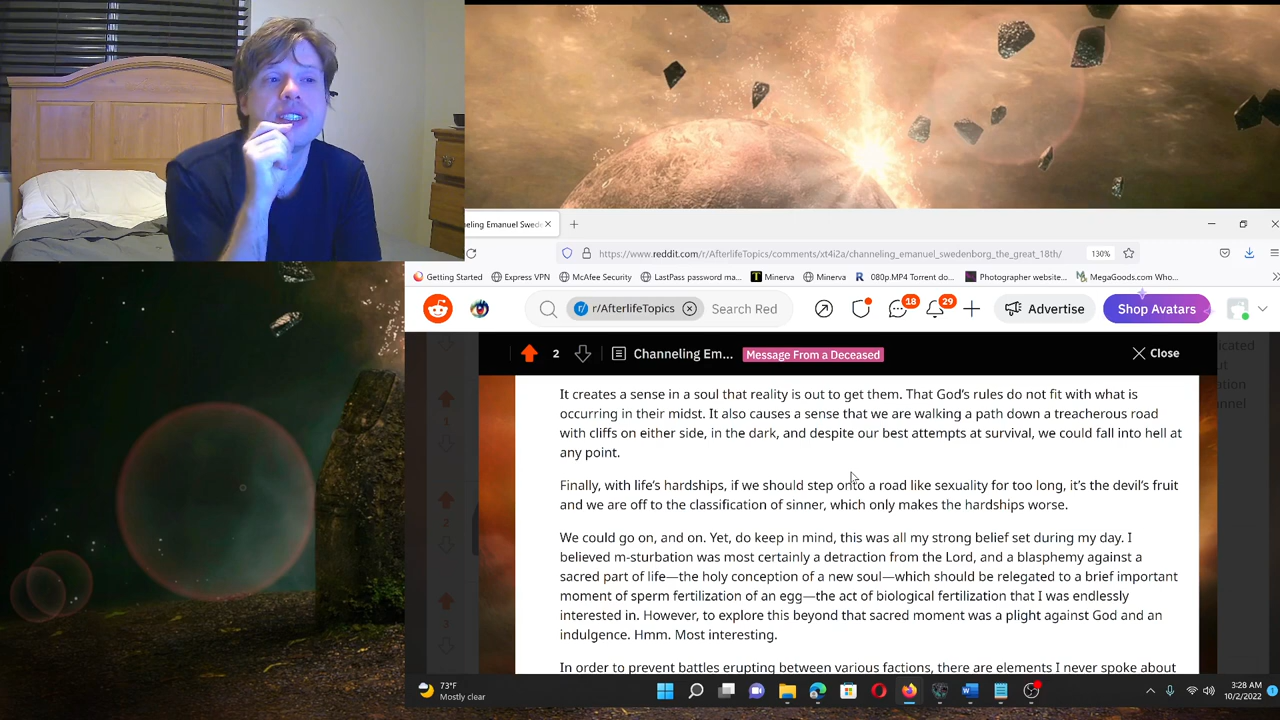 eling Emanuel Swede
https://www.reddit.com/r/AfterlifeTopics/comments/xt4i2a/channeling_emanuel_swedenborg_the_great_18th/
130%
Getting Started
Express VPN
McAfee Security
LastPass password ma...
Minerva
Minerva
080p.MP4 Torrent do...
Photographer website...
MegaGoods.com Who...
r/AfterlifeTopics
Search Red
18
29
Advertise
Shop Avatars
2
Channeling Em...
Message From a Deceased
Close
It creates a sense in a soul that reality is out to get them. That God's rules do not fit with what is
occurring in their midst. It also causes a sense that we are walking a path down a treacherous road
with cliffs on either side, in the dark, and despite our best attempts at survival, we could fall into hell at
any point.
Finally, with life's hardships, if we should step onto a road like sexuality for too long, it's the devil's fruit
and we are off to the classification of sinner, which only makes the hardships worse.
We could go on, and on. Yet, do keep in mind, this was all my strong belief set during my day. I
believed m-sturbation was most certainly a detraction from the Lord, and a blasphemy against a
sacred part of life—the holy conception of a new soul—which should be relegated to a brief important
moment of sperm fertilization of an egg—the act of biological fertilization that I was endlessly
interested in. However, to explore this beyond that sacred moment was a plight against God and an
indulgence. Hmm. Most interesting.
In order to prevent battles erupting between various factions, there are elements I never spoke about
73°F
Mostly clear
3:28 AM
10/2/2022